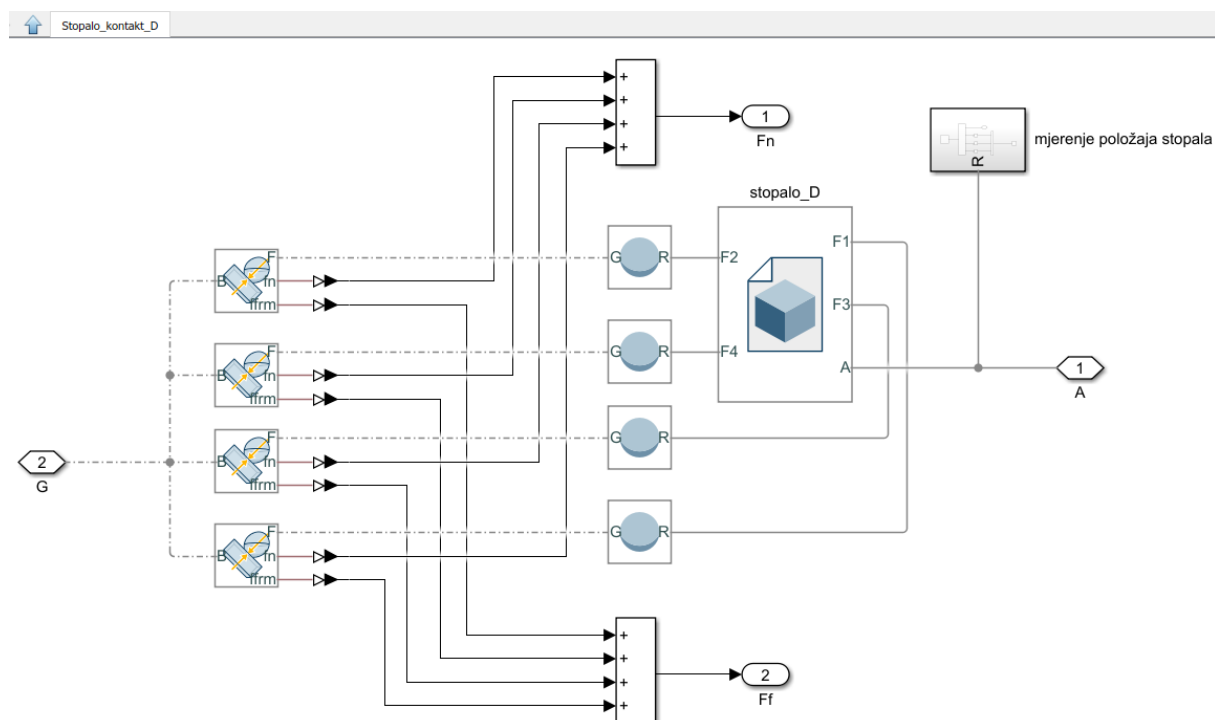 Stopalo_kontakt_D
+
+
+
+
1
Fn
R
mjerenje položaja stopala
stopalo_D
B
F
fn
ffrm
G
R
F2
F1
F3
B
F
fn
ffrm
G
R
F4
A
1
A
B
F
fn
ffrm
G
R
2
G
B
F
fn
ffrm
G
R
+
+
+
+
2
Ff